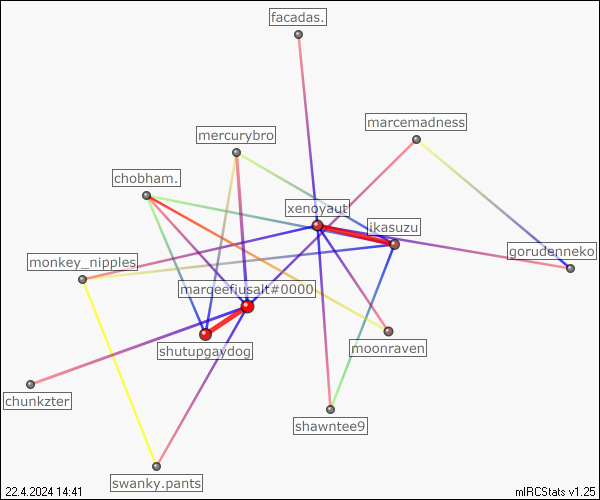 facadas.
marcemadness
mercurybro
chobham.
xenoyaut
ikasuzu
gorudenneko
monkey_nipples
marqeefiusalt#0000
shutupgaydog
moonraven
chunkzter
shawntee9
swanky.pants
22.4.2024 14:41
mIRCStats v1.25